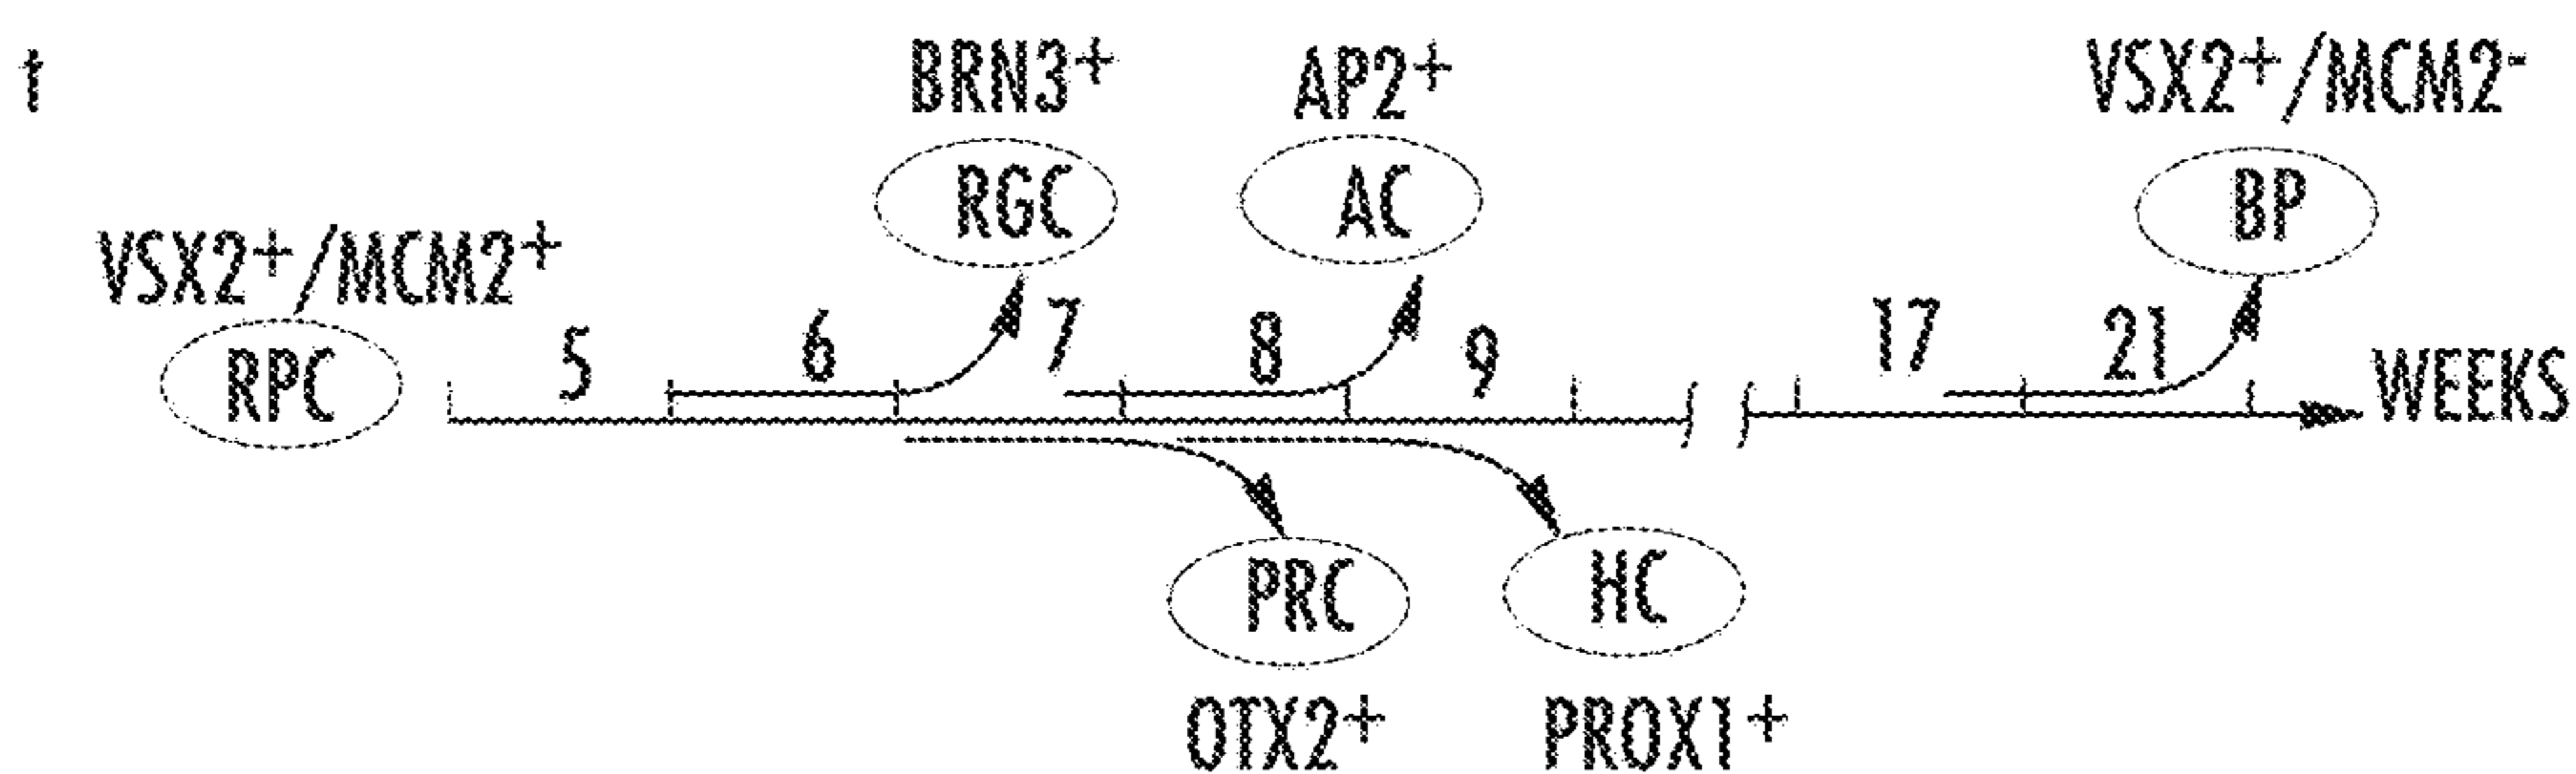 f
BRN3+ AP2+ VSX2+/MCM2-
RGC AC BP
VSX2+/MCM2+
RPC 5 6 7 8 9 17 21 WEEKS
PRC HC
OTX2+ PROX1+